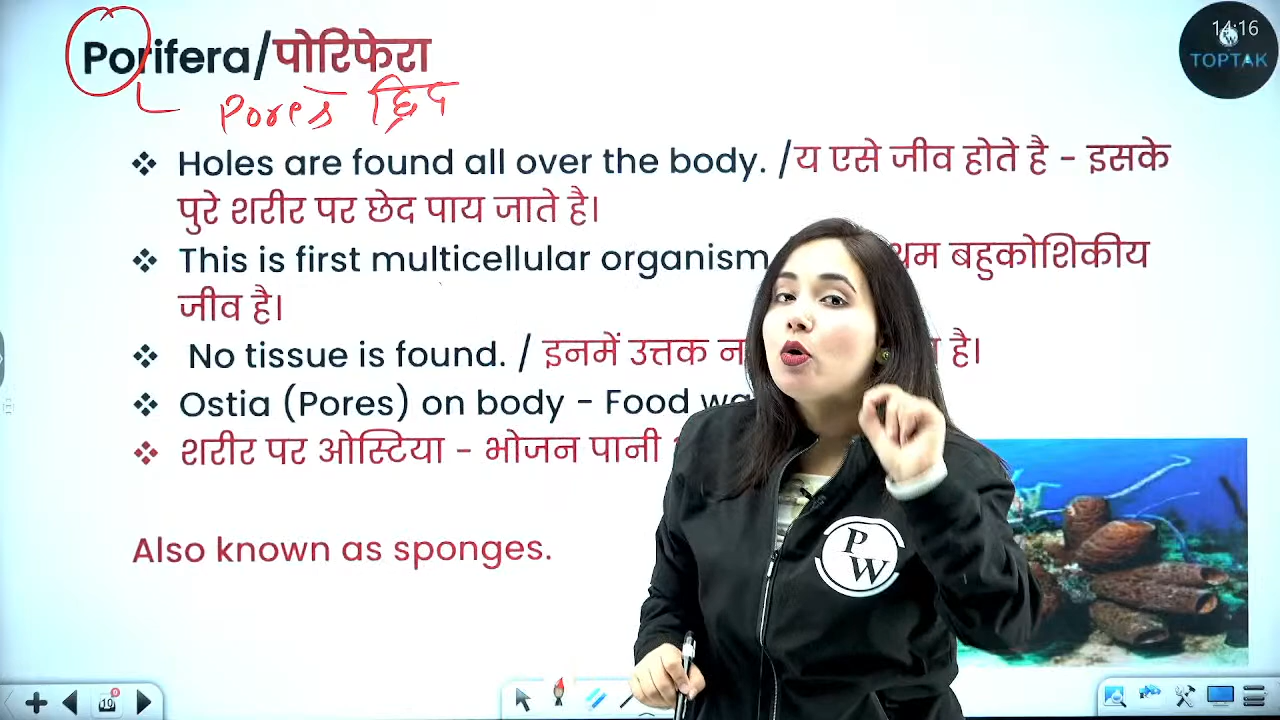 Porifera/पोरिफेरा
Pores छिद्र
14:16
TOPTAK
❖ Holes are found all over the body. /य एसे जीव होते है - इसके
पुरे शरीर पर छेद पाय जाते है।
❖ This is first multicellular organism बहुकोशिकीय
जीव है।
❖ No tissue is found. / इनमें उत्तक है।
❖ Ostia (Pores) on body - Food
❖ शरीर पर ओस्टिया - भोजन पानी
Also known as sponges.
PW
10